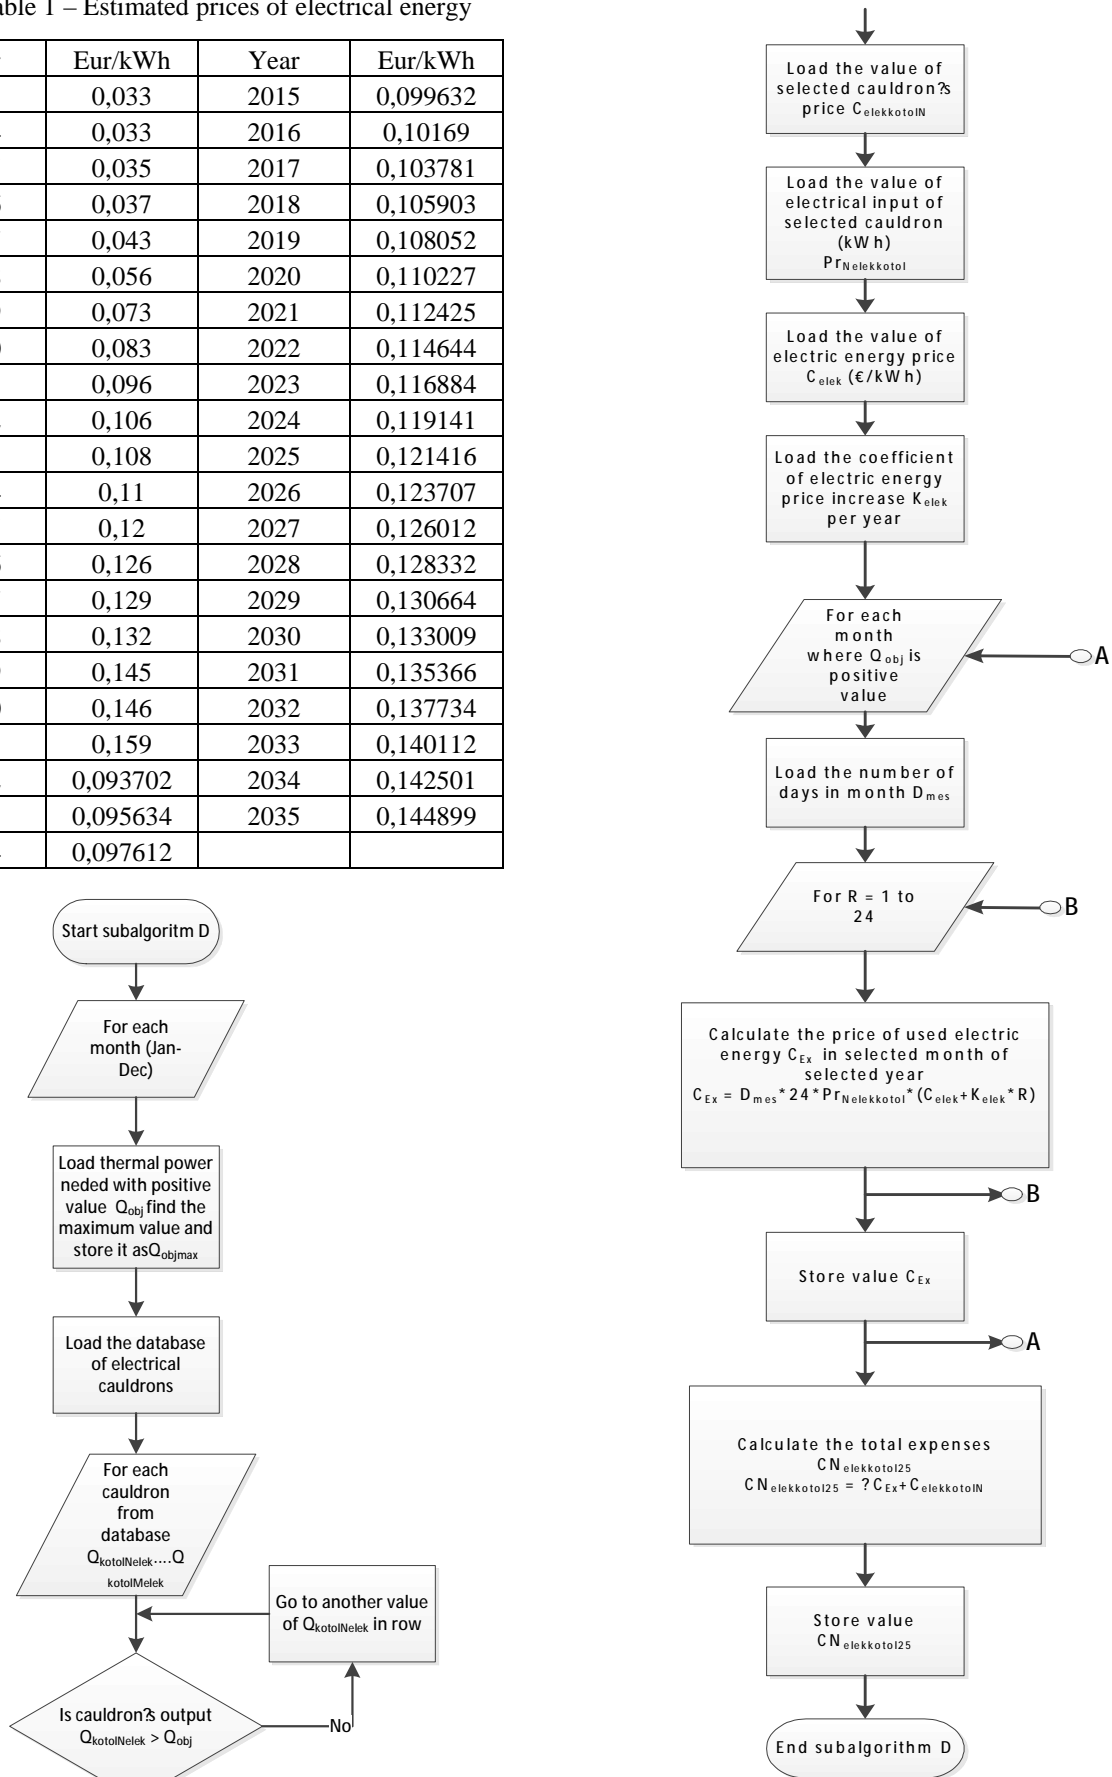 able 1 – Estimated prices of electrical energy
Eur/kWh Year Eur/kWh
0,033 2015 0,099632
0,033 2016 0,10169
0,035 2017 0,103781
0,037 2018 0,105903
0,043 2019 0,108052
0,056 2020 0,110227
0,073 2021 0,112425
0,083 2022 0,114644
0,096 2023 0,116884
0,106 2024 0,119141
0,108 2025 0,121416
0,11 2026 0,123707
0,12 2027 0,126012
0,126 2028 0,128332
0,129 2029 0,130664
0,132 2030 0,133009
0,145 2031 0,135366
0,146 2032 0,137734
0,159 2033 0,140112
0,093702 2034 0,142501
0,095634 2035 0,144899
0,097612
Start subalgoritm D
For each
month (Jan-
Dec)
Load thermal power
neded with positive
value Qobj find the
maximum value and
store it asQobjmax
Load the database
of electrical
cauldrons
For each
cauldron
from
database
QkotolNelek....Q
kotolMelek
Go to another value
of QkotolNelek in row
Is cauldron?s output
QkotolNelek > Qobj
No
Load the value of
selected cauldron?s
price CelekkotolN
Load the value of
electrical input of
selected cauldron
(kWh)
PrNelekkotol
Load the value of
electric energy price
Celek (€/kWh)
Load the coefficient
of electric energy
price increase Kelek
per year
For each
month
where Qobj is
positive
value
A
Load the number of
days in month Dmes
For R = 1 to
24
B
Calculate the price of used electric
energy CEx in selected month of
selected year
CEx = Dmes*24*PrNelekkotol*(Celek+Kelek*R)
B
Store value CEx
A
Calculate the total expenses
CNelekkotol25
CNelekkotol25 = ?CEx+CelekkotolN
Store value
CNelekkotol25
End subalgorithm D